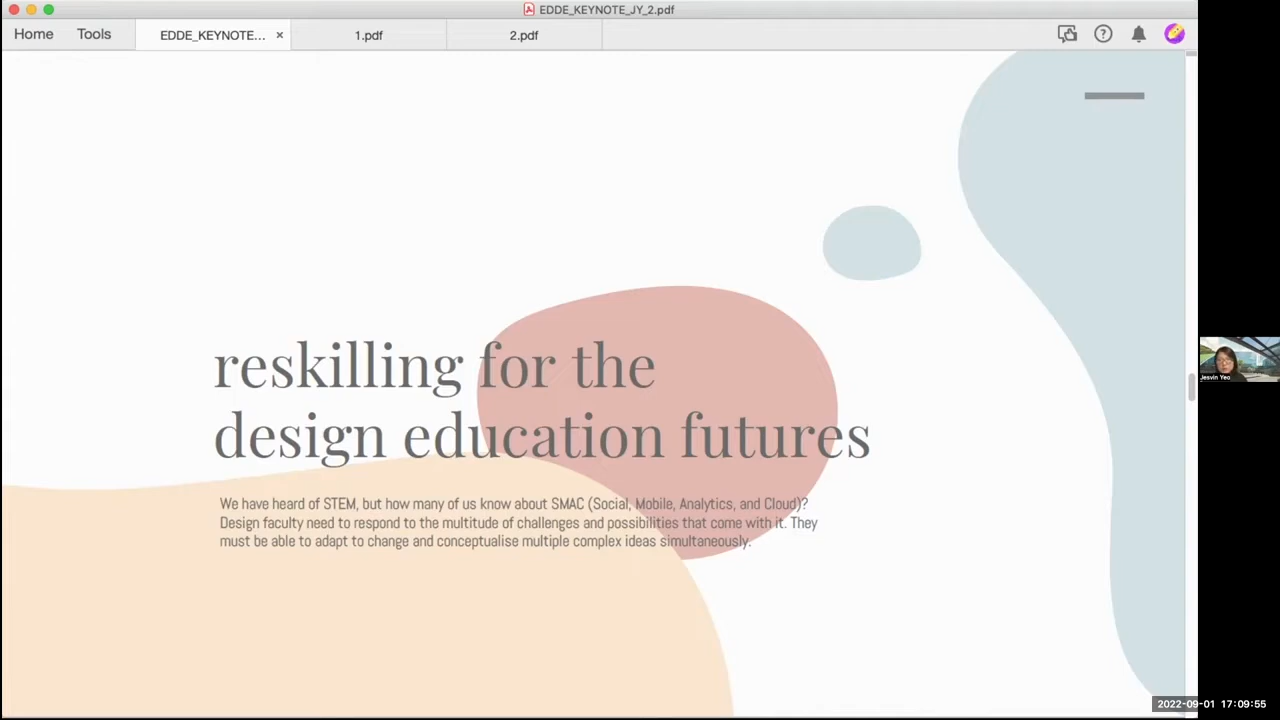 EDDE_KEYNOTE_JY_2.pdf
Home Tools EDDE_KEYNOTE... × 1.pdf 2.pdf
reskilling for the
design education futures
We have heard of STEM, but how many of us know about SMAC (Social, Mobile, Analytics, and Cloud)?
Design faculty need to respond to the multitude of challenges and possibilities that come with it. They
must be able to adapt to change and conceptualise multiple complex ideas simultaneously.
Jesvin Yeo
2022-09-01 17:09:55